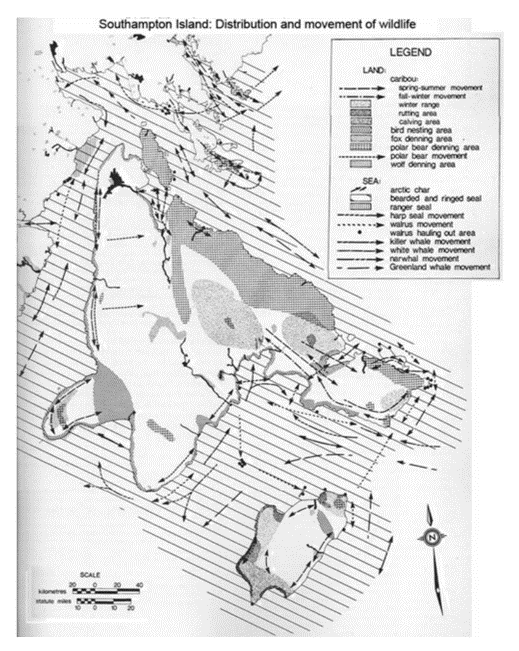 Southampton Island: Distribution and movement of wildlife
LEGEND
LAND:
caribou:
spring-summer movement
fall-winter movement
winter range
rutting area
calving area
bird nesting area
fox denning area
polar bear denning area
polar bear movement
wolf denning area
SEA:
arctic char
bearded and ringed seal
ranger seal
harp seal movement
walrus movement
walrus hauling out area
killer whale movement
white whale movement
narwhal movement
Greenland whale movement
N
SCALE
20 0 20 40
kilometres
statute miles
10 0 10 20